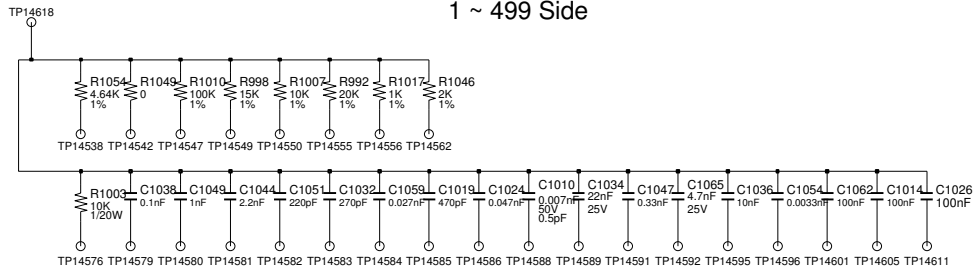 1 ~ 499 Side
TP14618
R1054 R1049 R1010 R998 R1007 R992 R1017 R1046
4.64K 0 100K 15K 10K 20K 1K 2K
1% 1% 1% 1% 1% 1% 1%
TP14538 TP14542 TP14547 TP14549 TP14550 TP14555 TP14556 TP14562
R1003 C1038 C1049 C1044 C1051 C1032 C1059 C1019 C1024 C1010 C1034 C1047 C1065 C1036 C1054 C1062 C1014 C1026
10K 0.1nF 1nF 2.2nF 220pF 270pF 0.027nF 470pF 0.047nF 0.007nF 22nF 0.33nF 4.7nF 10nF 0.0033nF 100nF 100nF 100nF
1/20W 50V 25V 25V
0.5pF
TP14576 TP14579 TP14580 TP14581 TP14582 TP14583 TP14584 TP14585 TP14586 TP14588 TP14589 TP14591 TP14592 TP14595 TP14596 TP14601 TP14605 TP14611